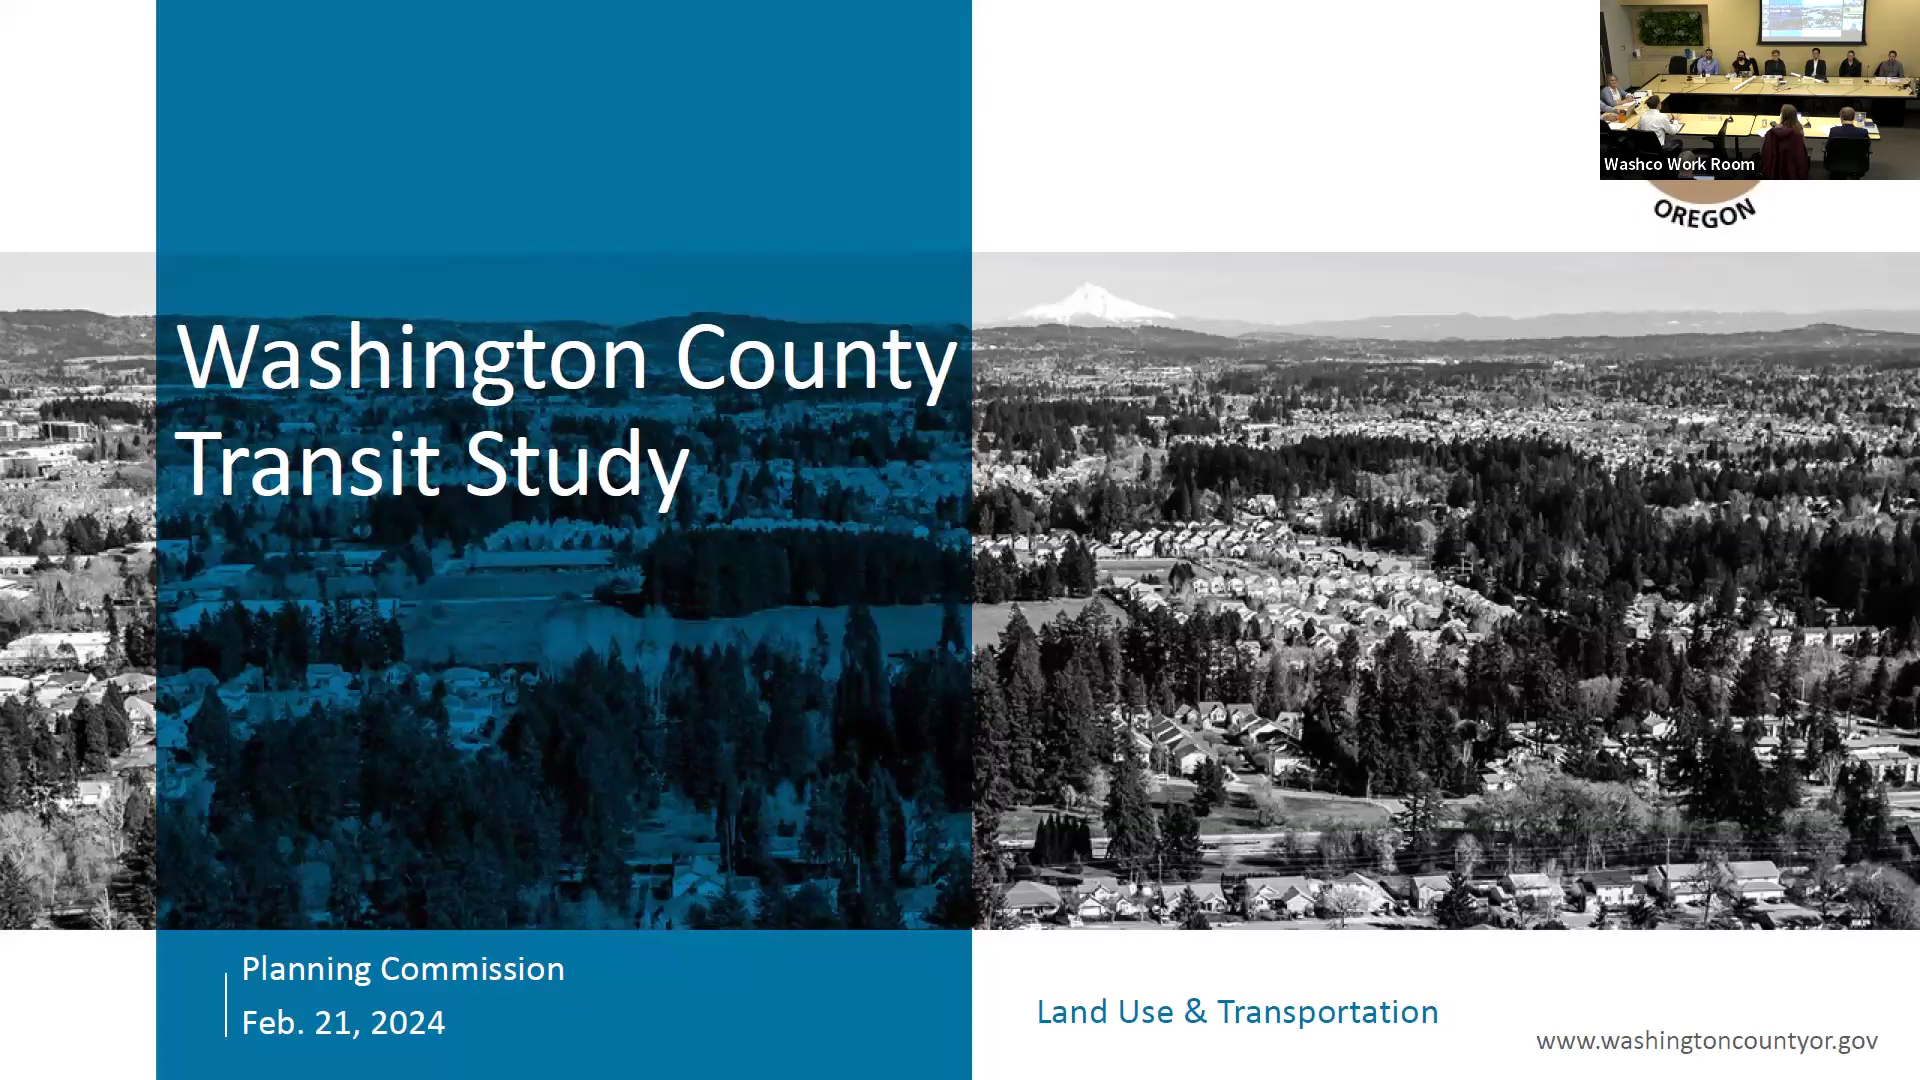 Washco Work Room
OREGON
Washington County
Transit Study
Planning Commission
Feb. 21, 2024
Land Use & Transportation
www.washingtoncountyor.gov